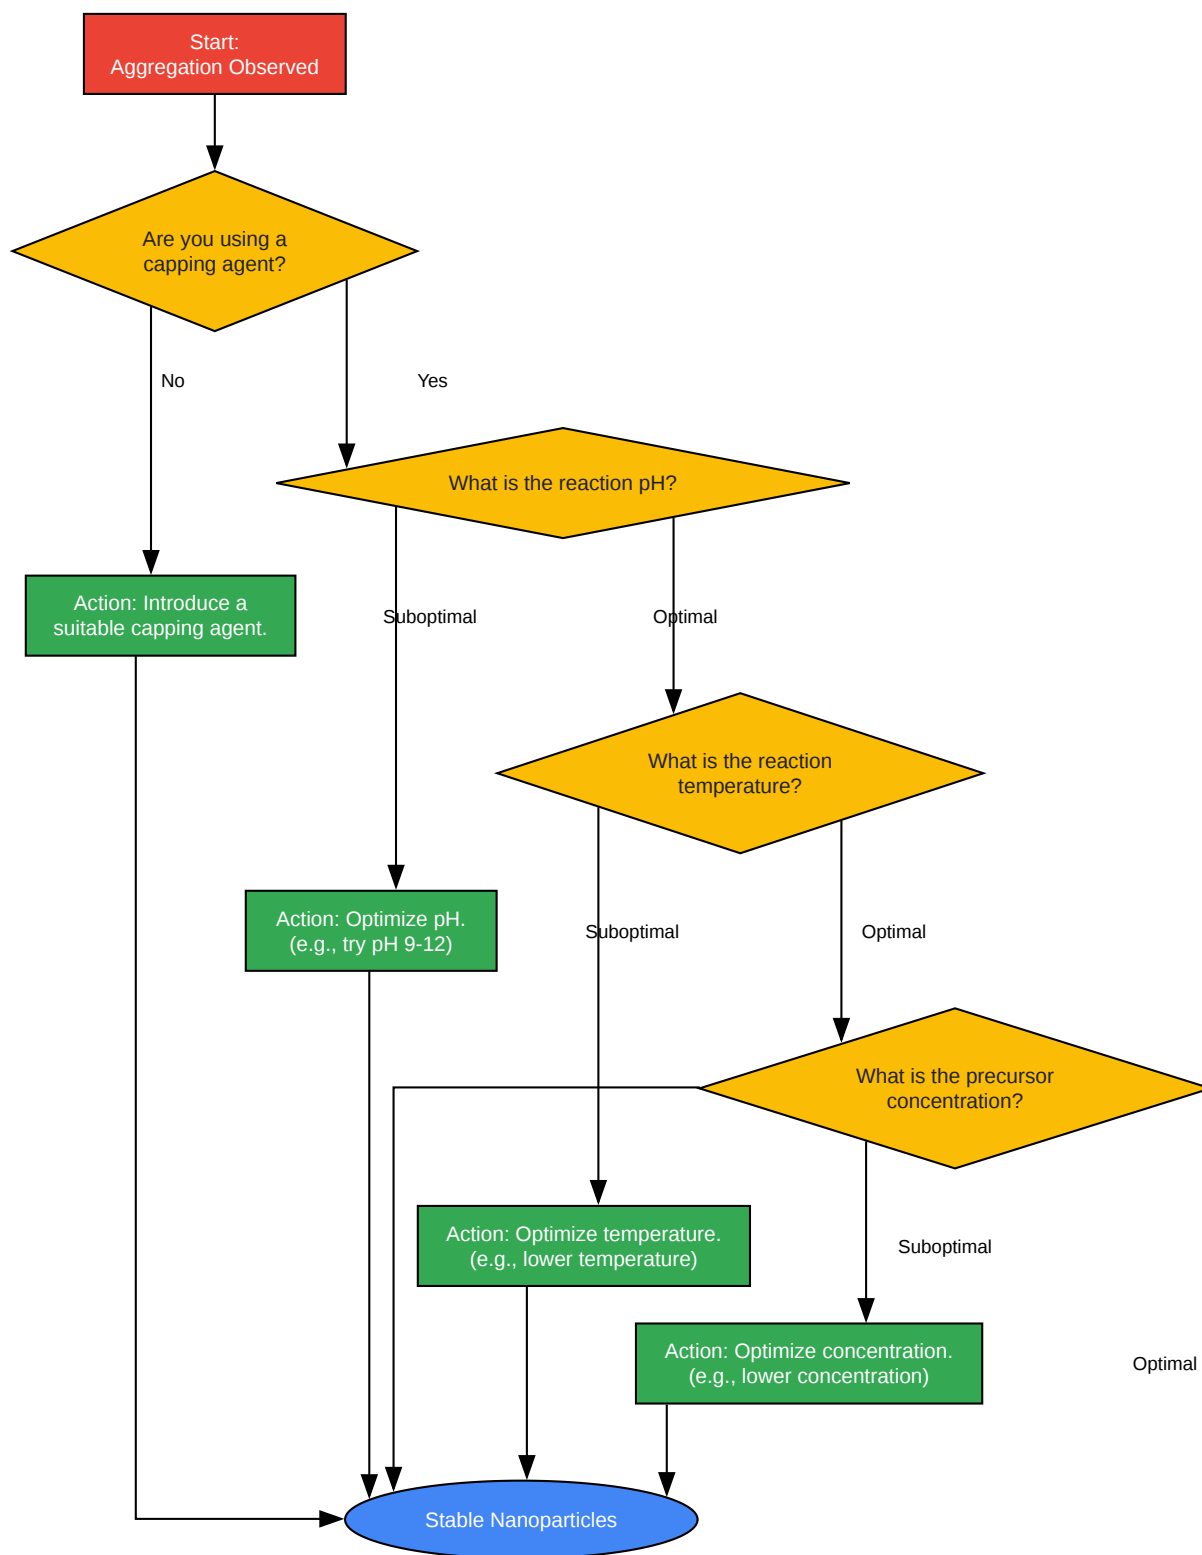 Start:
Aggregation Observed
Are you using a
capping agent?
No
Yes
What is the reaction pH?
Action: Introduce a
suitable capping agent.
Suboptimal
Optimal
What is the reaction
temperature?
Action: Optimize pH.
(e.g., try pH 9-12)
Suboptimal
Optimal
What is the precursor
concentration?
Action: Optimize temperature.
(e.g., lower temperature)
Suboptimal
Action: Optimize concentration.
(e.g., lower concentration)
Optimal
Stable Nanoparticles